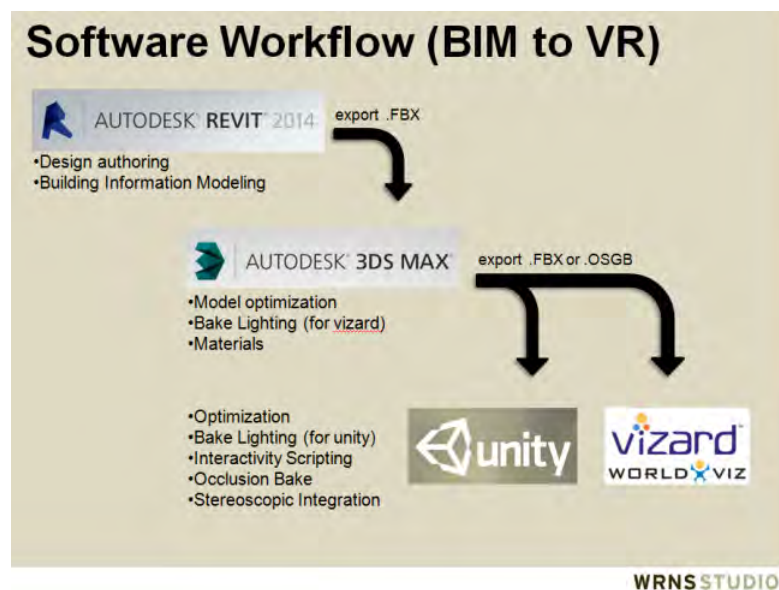 Software Workflow (BIM to VR)
AUTODESK® REVIT® 2014
export .FBX
•Design authoring
•Building Information Modeling
AUTODESK® 3DS MAX®
export .FBX or .OSGB
•Model optimization
•Bake Lighting (for vizard)
•Materials
•Optimization
•Bake Lighting (for unity)
•Interactivity Scripting
•Occlusion Bake
•Stereoscopic Integration
unity
vizard™
WORLD VIZ
WRNS STUDIO